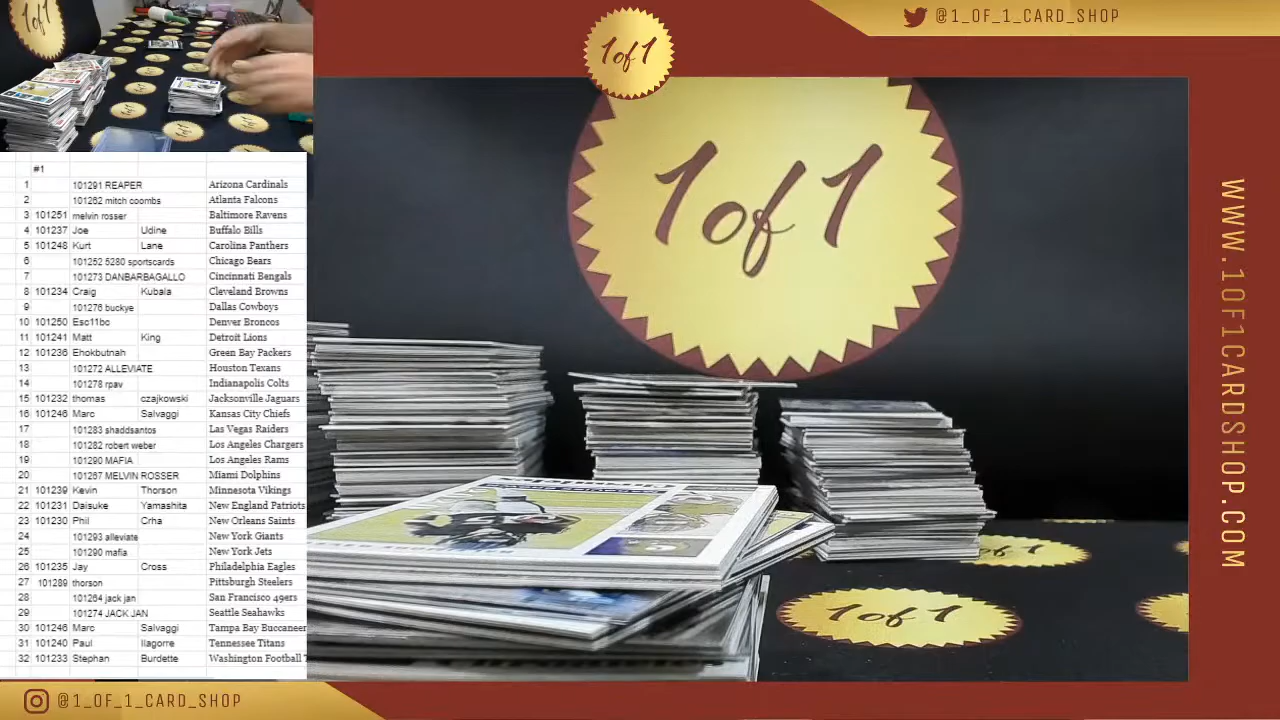 @1_OF_1_CARD_SHOP
1of1
1of1
1of1
#1
1 101291 REAPER Arizona Cardinals
2 101262 mitch coombs Atlanta Falcons
3 101251 melvin rosser Baltimore Ravens
4 101237 Joe Udine Buffalo Bills
5 101248 Kurt Lane Carolina Panthers
6 101252 5280 sportscards Chicago Bears
7 101273 DANBARBAGALLO Cincinnati Bengals
8 101234 Craig Kubala Cleveland Browns
9 101276 buckye Dallas Cowboys
10 101250 Esc11bc Denver Broncos
11 101241 Matt King Detroit Lions
12 101236 Ehokbutnah Green Bay Packers
13 101272 ALLEVIATE Houston Texans
14 101278 rpav Indianapolis Colts
15 101232 thomas czajkowski Jacksonville Jaguars
16 101246 Marc Salvaggi Kansas City Chiefs
17 101283 shaddsantos Las Vegas Raiders
18 101282 robert weber Los Angeles Chargers
19 101290 MAFIA Los Angeles Rams
20 101267 MELVIN ROSSER Miami Dolphins
21 101239 Kevin Thorson Minnesota Vikings
22 101231 Daisuke Yamashita New England Patriots
23 101230 Phil Crha New Orleans Saints
24 101293 alleviate New York Giants
25 101290 mafia New York Jets
26 101235 Jay Cross Philadelphia Eagles
27 101289 thorson Pittsburgh Steelers
28 101264 jack jan San Francisco 49ers
29 101274 JACK JAN Seattle Seahawks
30 101246 Marc Salvaggi Tampa Bay Buccaneer
31 101240 Paul Ilagorre Tennessee Titans
32 101233 Stephan Burdette Washington Football T
1of1
WWW.1OF1CARDSHOP.COM
@1_OF_1_CARD_SHOP